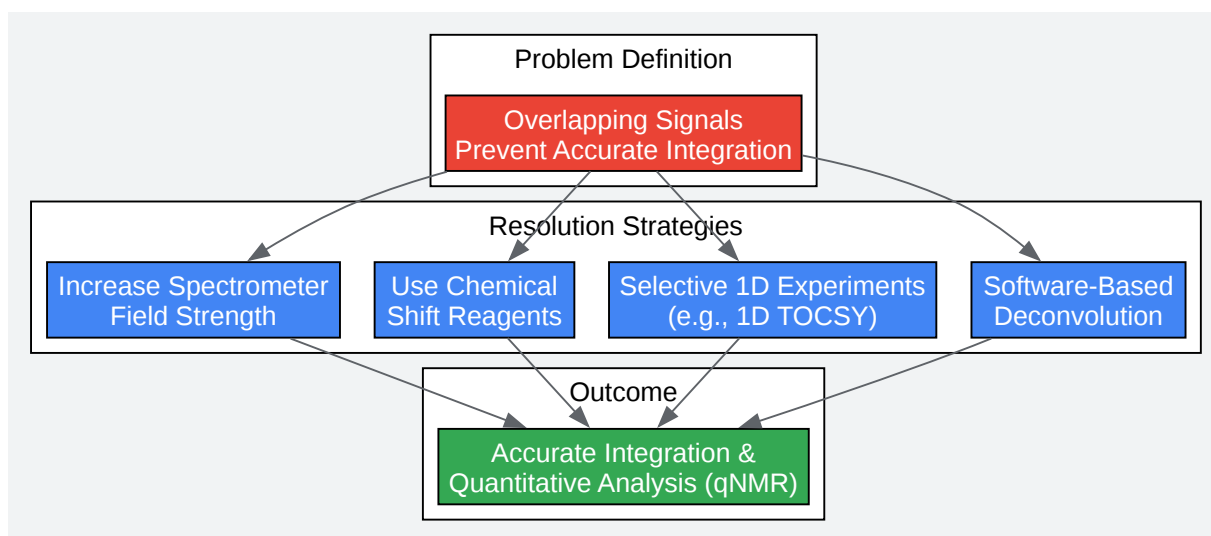 Problem Definition
Overlapping Signals
Prevent Accurate Integration
Resolution Strategies
Increase Spectrometer
Field Strength
Use Chemical
Shift Reagents
Selective 1D Experiments
(e.g., 1D TOCSY)
Software-Based
Deconvolution
Outcome
Accurate Integration &
Quantitative Analysis (qNMR)